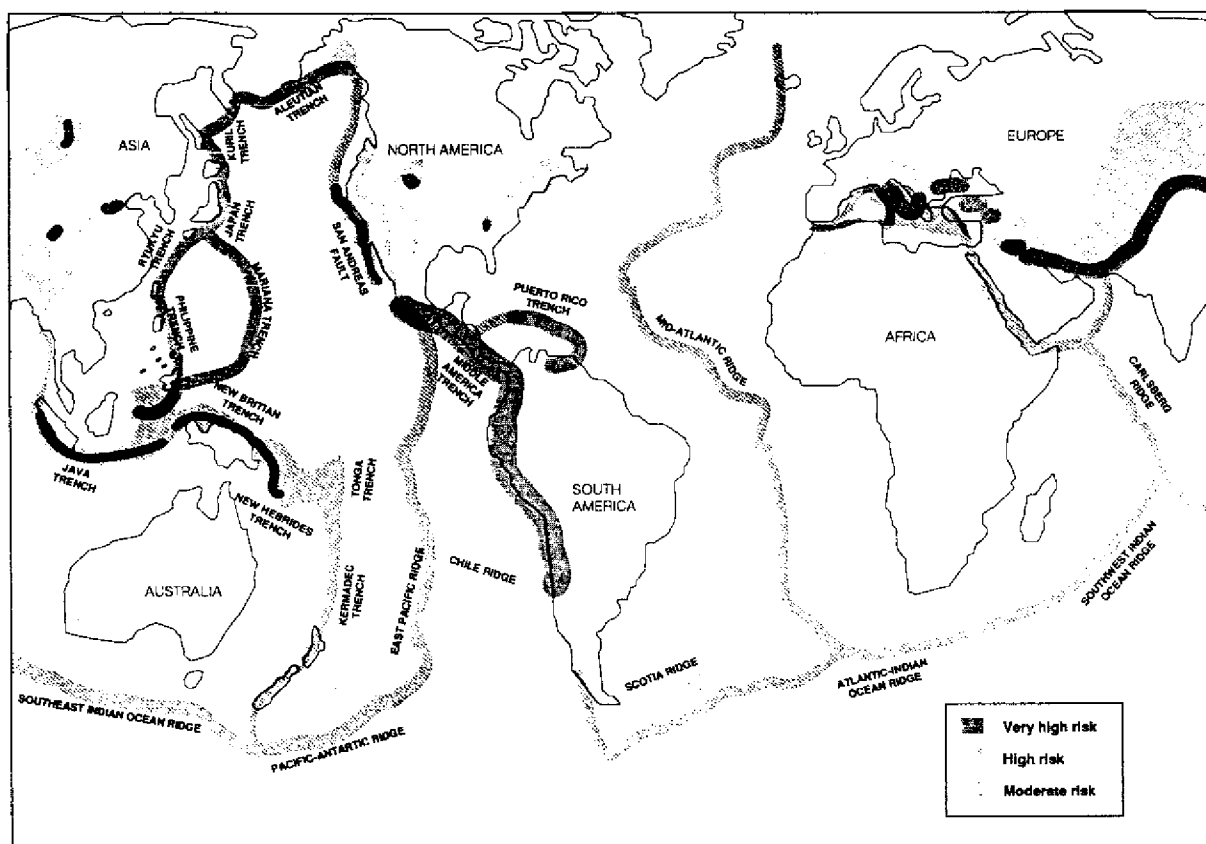 ASIA
KURIL
TRENCH
ALEUTIAN
TRENCH
NORTH AMERICA
EUROPE
RYUKYU
TRENCH
JAPAN
TRENCH
SAN ANDREAS
FAULT
MARIANA TRENCH
PHILIPPINE
TRENCH
PUERTO RICO
TRENCH
MID-ATLANTIC RIDGE
AFRICA
MIDDLE
AMERICA
TRENCH
CARLSBERG
RIDGE
NEW BRITIAN
TRENCH
JAVA
TRENCH
NEW HEBRIDES
TRENCH
TONGA
TRENCH
SOUTH
AMERICA
AUSTRALIA
KERMADEC
TRENCH
EAST PACIFIC RIDGE
CHILE RIDGE
SOUTHWEST INDIAN
OCEAN RIDGE
SCOTIA RIDGE
ATLANTIC-INDIAN
OCEAN RIDGE
SOUTHEAST INDIAN OCEAN RIDGE
PACIFIC-ANTARTIC RIDGE
Very high risk
High risk
Moderate risk